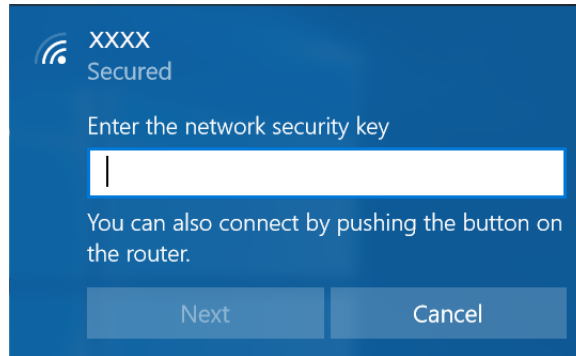 XXXX
Secured
Enter the network security key
You can also connect by pushing the button on
the router.
Next
Cancel